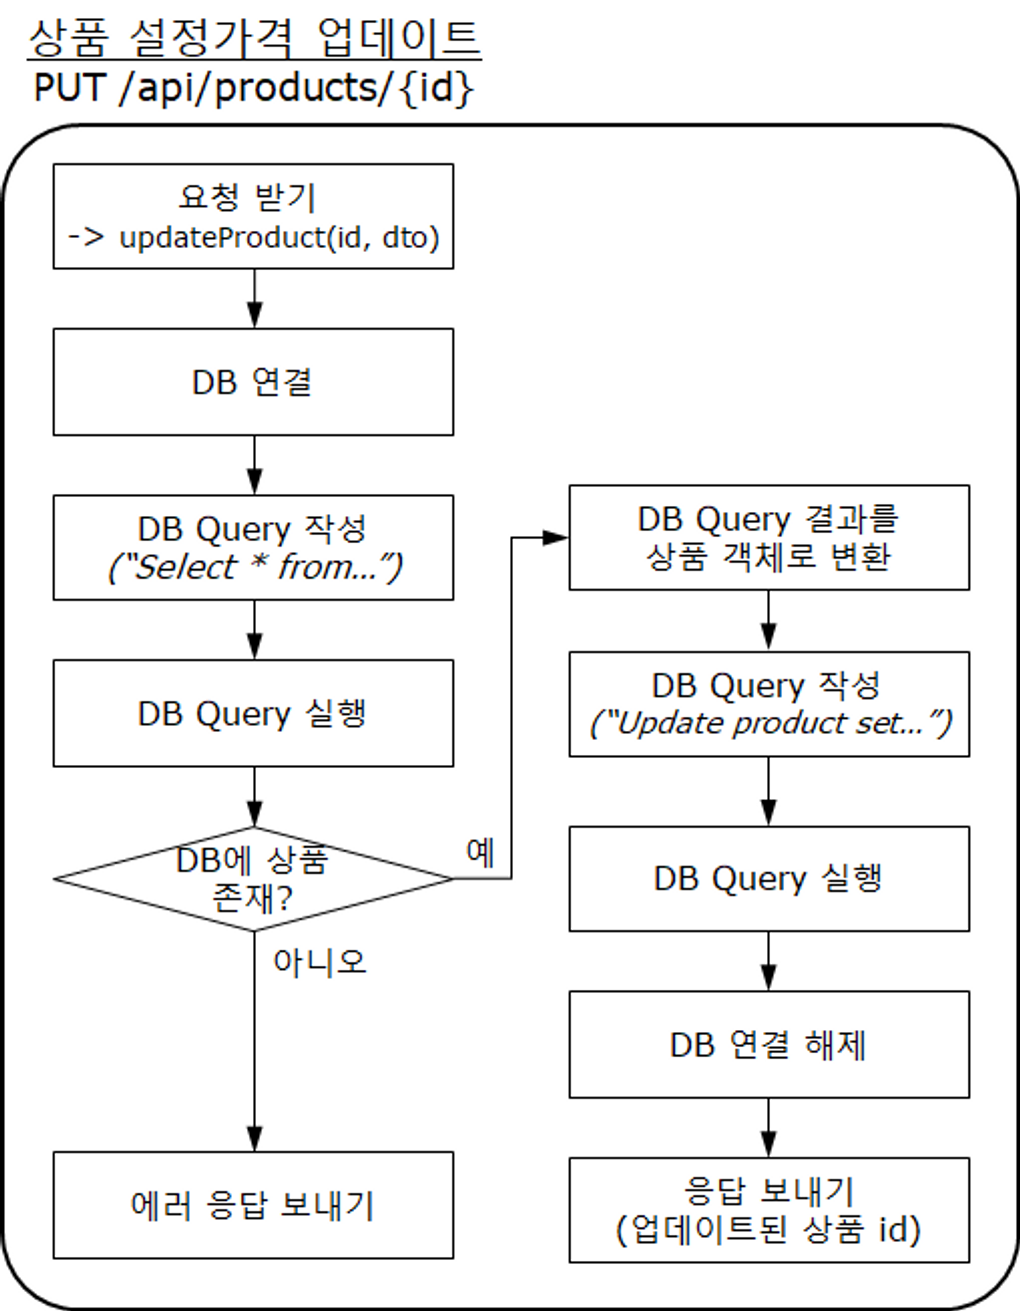 상품 설정가격 업데이트
PUT /api/products/{id}
요청 받기
-> updateProduct(id, dto)
DB 연결
DB Query 작성
(“Select * from...”)
DB Query 실행
DB에 상품
존재?
예
아니오
에러 응답 보내기
DB Query 결과를
상품 객체로 변환
DB Query 작성
(“Update product set...”)
DB Query 실행
DB 연결 해제
응답 보내기
(업데이트된 상품 id)